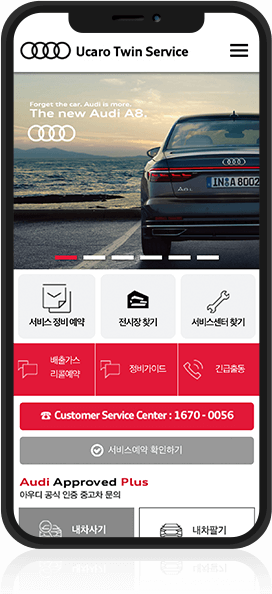 Ucaro Twin Service
Forget the car. Audi is more.
The new Audi A8.
A8 L
IN A 8002
서비스 정비 예약
전시장 찾기
서비스센터 찾기
배출가스
리콜예약
정비가이드
긴급출동
☎ Customer Service Center : 1670 - 0056
서비스예약 확인하기
Audi Approved Plus
아우디 공식 인증 중고차 문의
내차사기
내차팔기